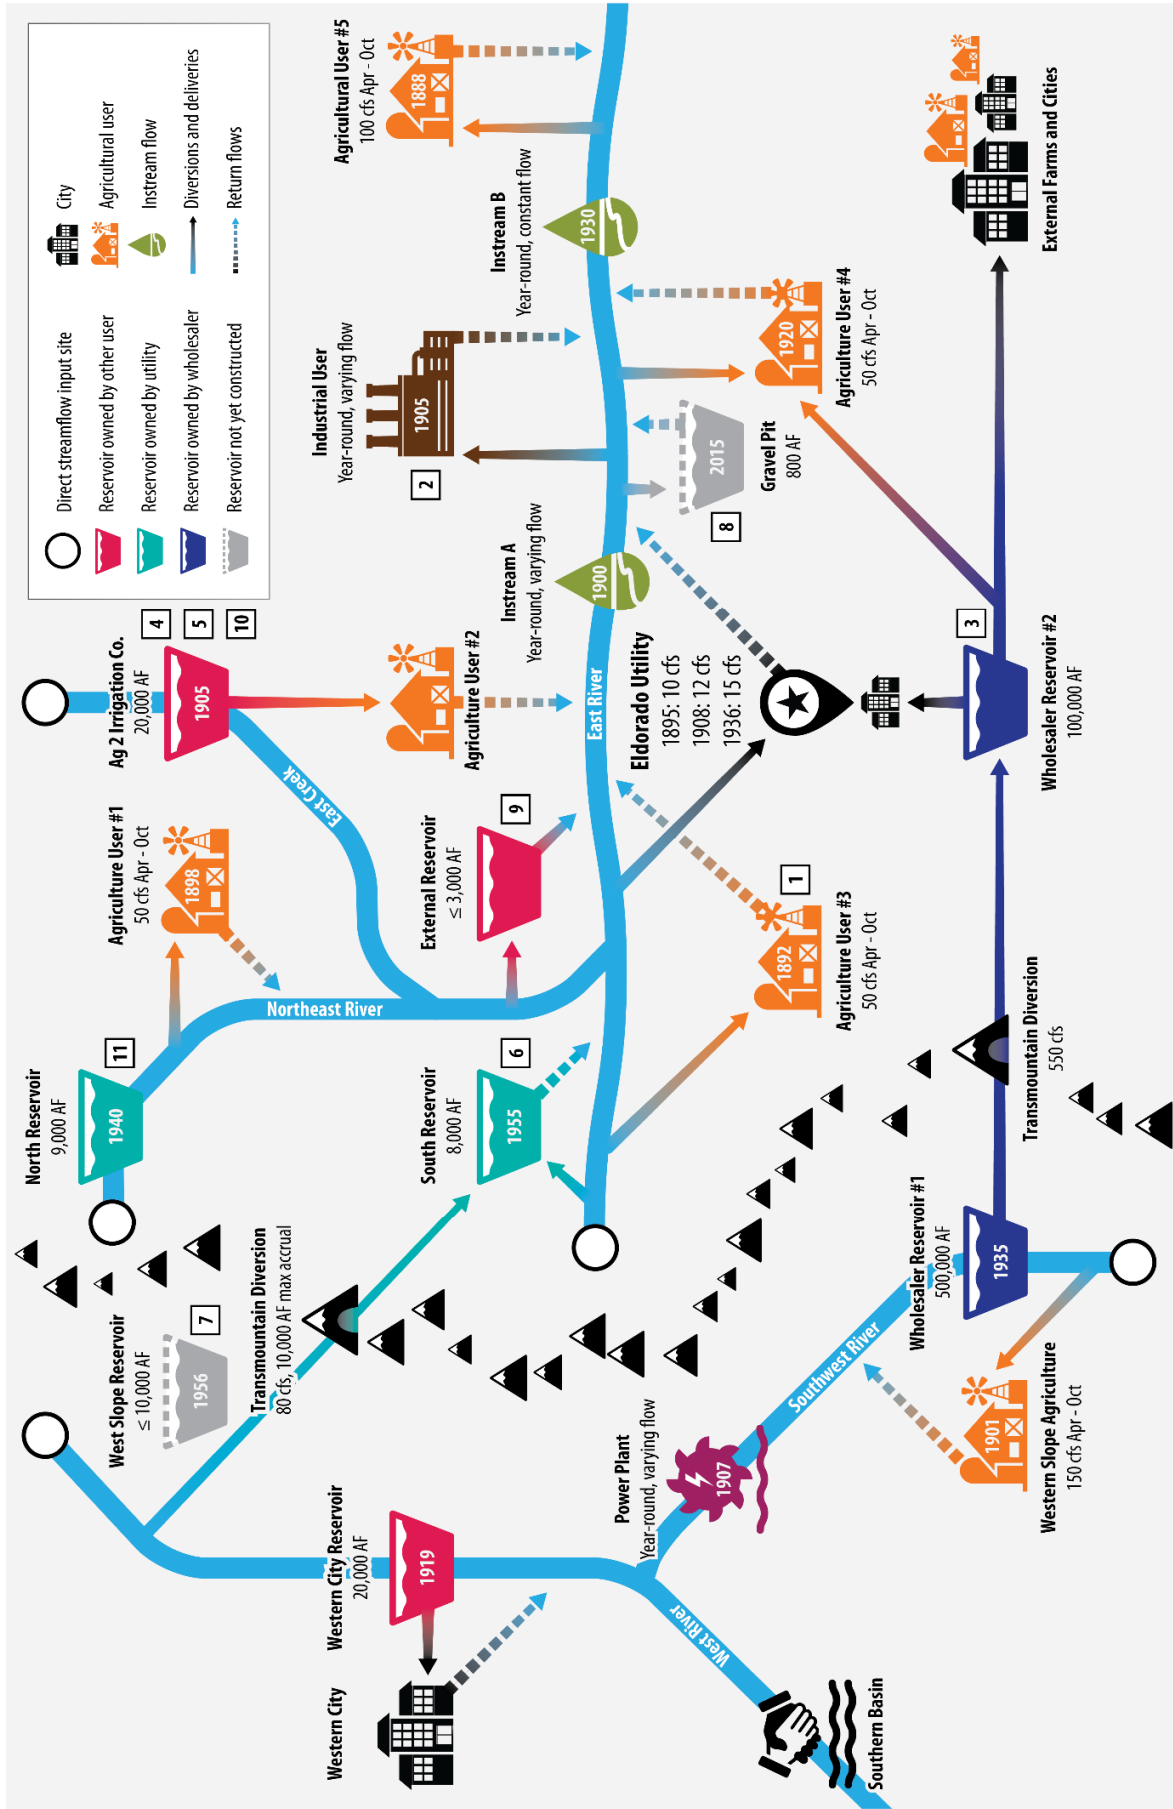 Direct streamflow input site
Reservoir owned by other user
Reservoir owned by utility
Reservoir owned by wholesaler
Reservoir not yet constructed
City
Agricultural user
Instream flow
Diversions and deliveries
Return flows
West Slope Reservoir
≤ 10,000 AF
1956
7
Transmountain Diversion
80 cfs, 10,000 AF max accrual
North Reservoir
9,000 AF
1940
11
Agriculture User #1
50 cfs Apr - Oct
1898
Northeast River
Ag 2 Irrigation Co.
20,000 AF
1905
4
5
10
East Creek
Agriculture User #2
Western City
Western City Reservoir
20,000 AF
1919
South Reservoir
8,000 AF
1955
6
External Reservoir
≤ 3,000 AF
9
Industrial User
Year-round, varying flow
1905
2
Agricultural User #5
100 cfs Apr - Oct
1888
Instream A
Year-round, varying flow
1900
Instream B
Year-round, constant flow
1930
East River
Eldorado Utility
1895: 10 cfs
1908: 12 cfs
1936: 15 cfs
Gravel Pit
800 AF
2015
8
Agriculture User #4
50 cfs Apr - Oct
1920
1892
1
Agriculture User #3
50 cfs Apr - Oct
Power Plant
Year-round, varying flow
1907
Southwest River
West River
Southern Basin
Wholesaler Reservoir #1
500,000 AF
1935
1901
Western Slope Agriculture
150 cfs Apr - Oct
Transmountain Diversion
550 cfs
3
Wholesaler Reservoir #2
100,000 AF
External Farms and Cities